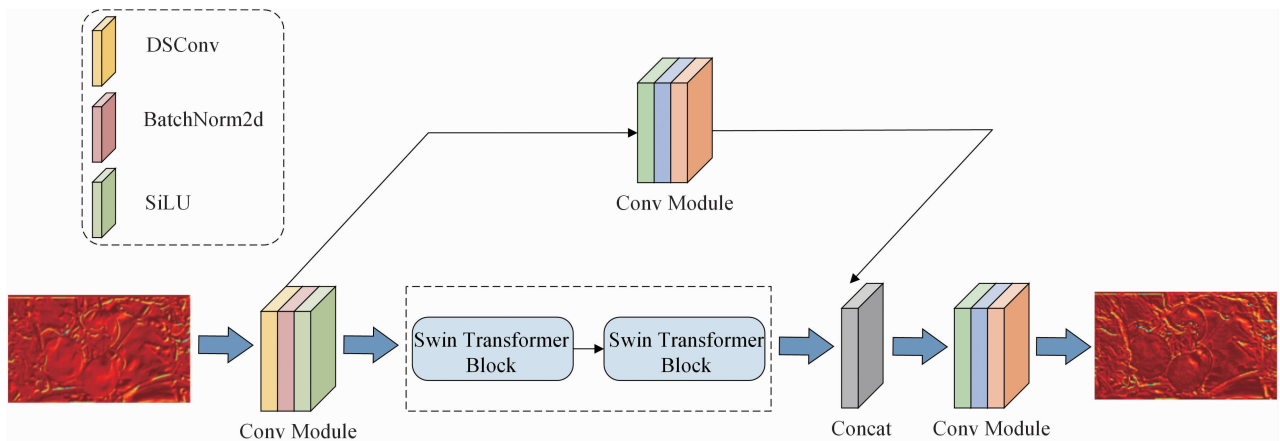 DSConv
BatchNorm2d
SiLU
Conv Module
Swin Transformer
Block
Swin Transformer
Block
Conv Module
Concat
Conv Module